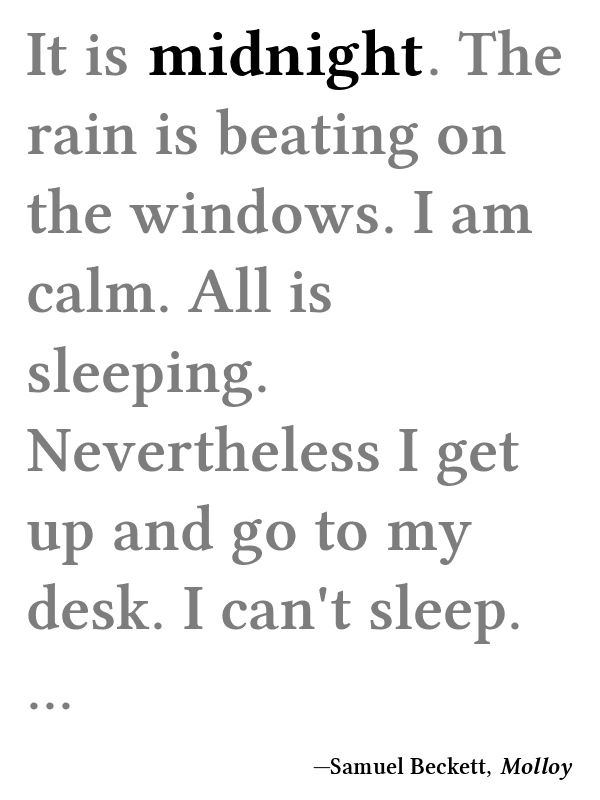 It is midnight. The
rain is beating on
the windows. I am
calm. All is
sleeping.
Nevertheless I get
up and go to my
desk. I can't sleep.
...
—Samuel Beckett, Molloy